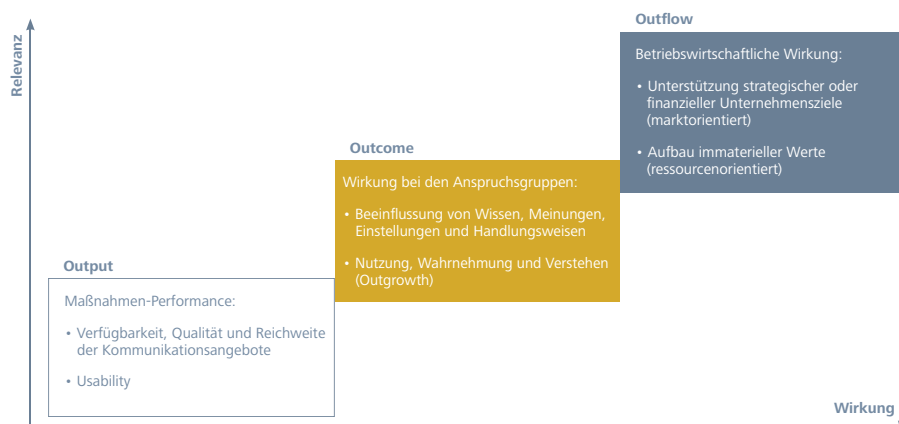 Outflow
Relevanz
Betriebswirtschaftliche Wirkung:
• Unterstützung strategischer oder
finanzieller Unternehmensziele
(marktorientiert)
• Aufbau immaterieller Werte
(ressourcenorientiert)
Outcome
Wirkung bei den Anspruchsgruppen:
• Beeinflussung von Wissen, Meinungen,
Einstellungen und Handlungsweisen
• Nutzung, Wahrnehmung und Verstehen
(Outgrowth)
Output
Maßnahmen-Performance:
• Verfügbarkeit, Qualität und Reichweite
der Kommunikationsangebote
• Usability
Wirkung